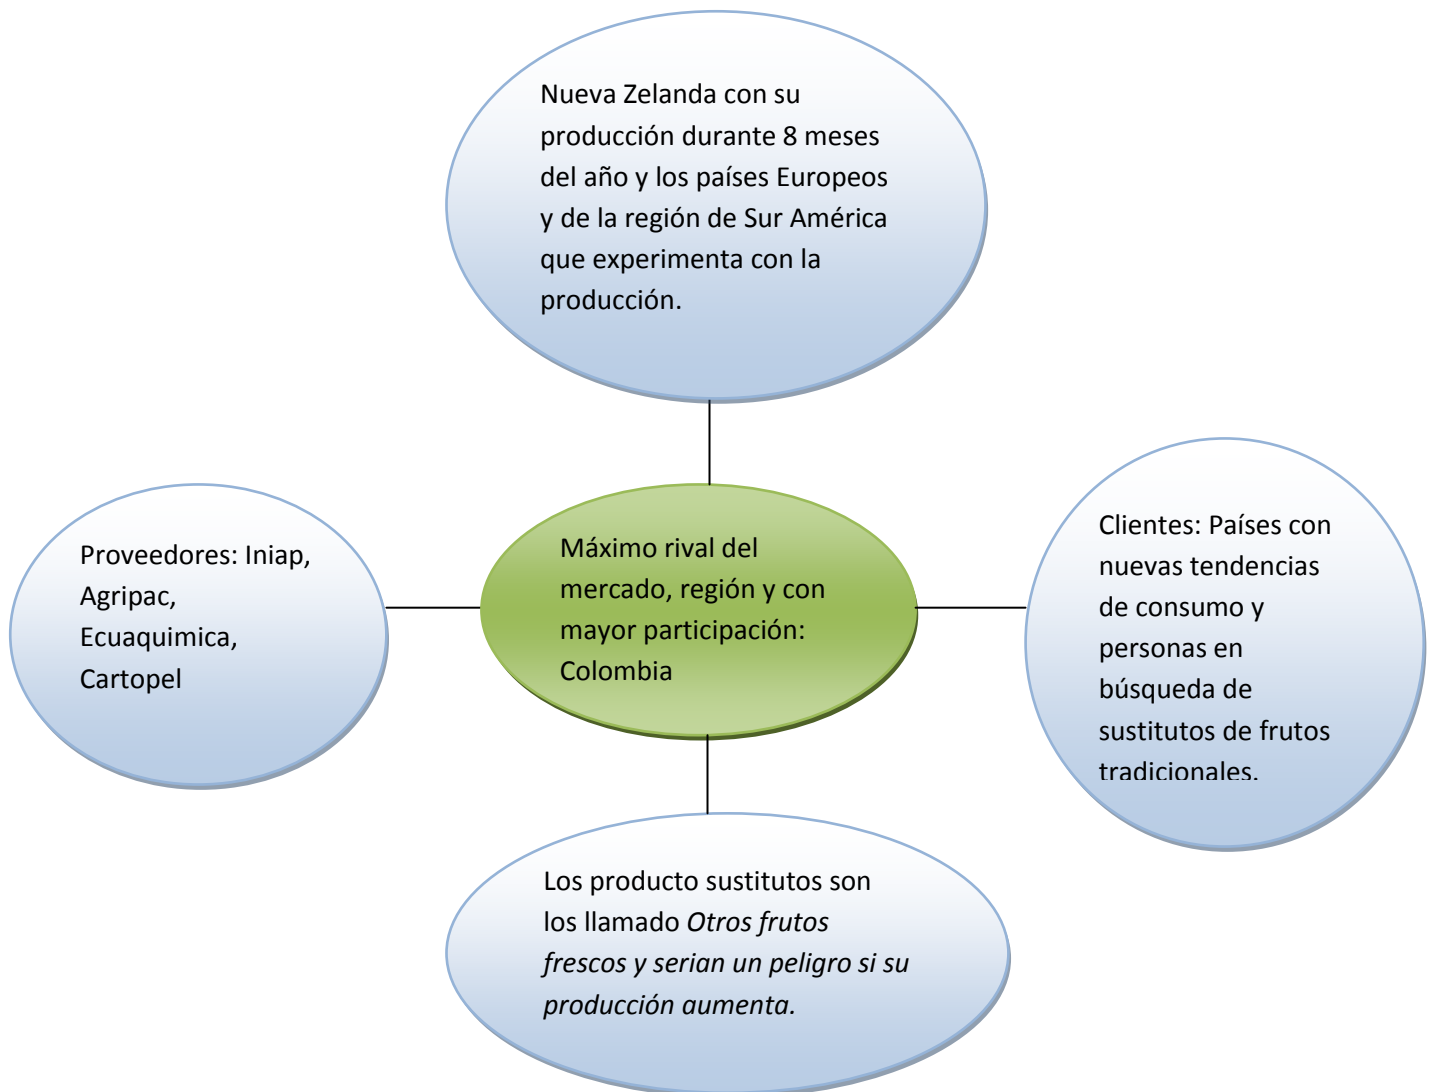 Nueva Zelanda con su
producción durante 8 meses
del año y los países Europeos
y de la región de Sur América
que experimenta con la
producción.
Proveedores: Iniap,
Agripac,
Ecuaquimica,
Cartopel
Máximo rival del
mercado, región y con
mayor participación:
Colombia
Clientes: Países con
nuevas tendencias
de consumo y
personas en
búsqueda de
sustitutos de frutos
tradicionales.
Los producto sustitutos son
los llamado Otros frutos
frescos y serian un peligro si su
producción aumenta.